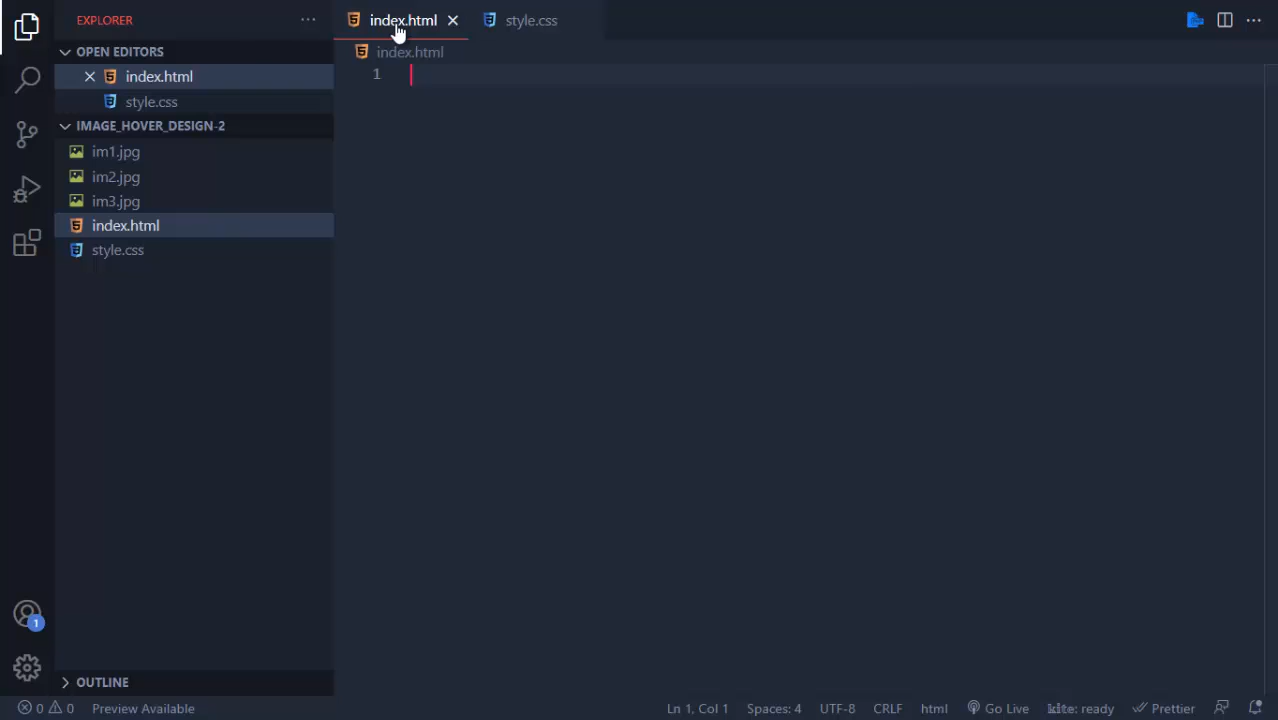 EXPLORER
OPEN EDITORS
index.html
style.css
IMAGE_HOVER_DESIGN-2
im1.jpg
im2.jpg
im3.jpg
index.html
style.css
OUTLINE
index.html
style.css
index.html
1
1
0 0 Preview Available
Ln 1, Col 1 Spaces: 4 UTF-8 CRLF html Go Live kite: ready Prettier